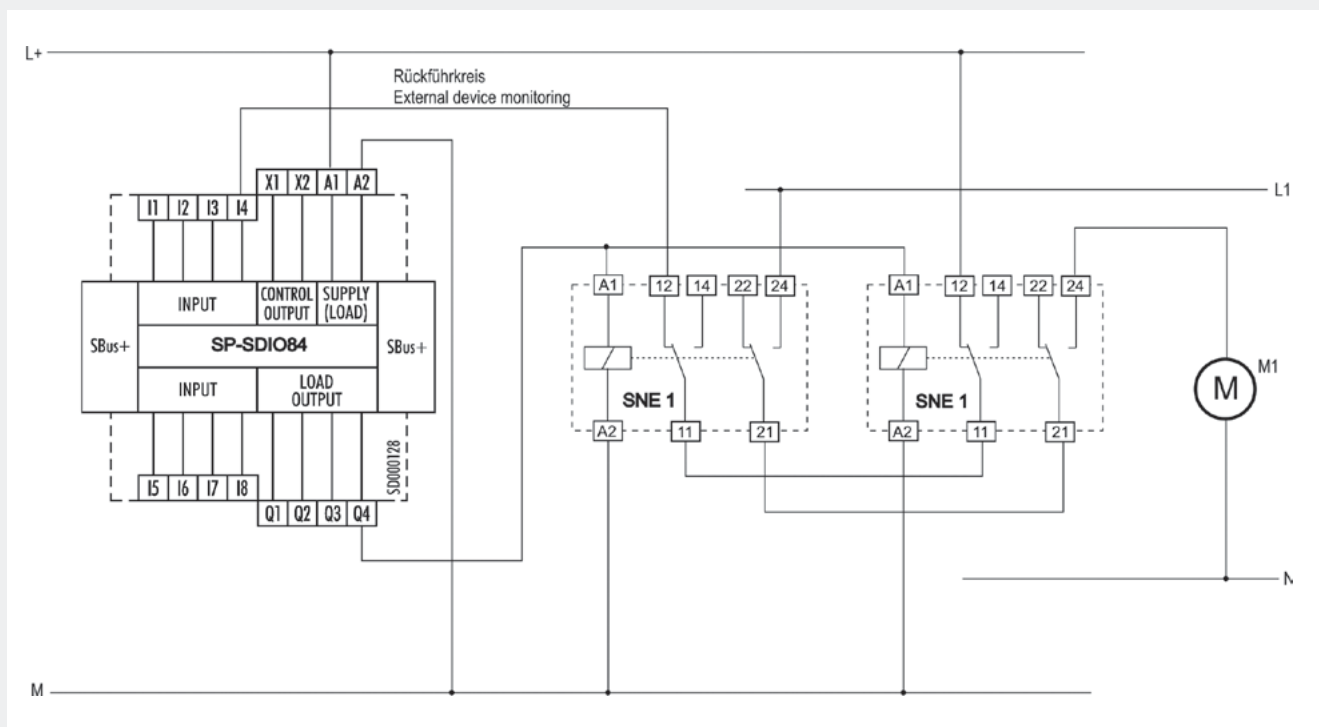 L+
Rückführkreis
External device monitoring
X1 X2 A1 A2
I1 I2 I3 I4
L1
A1 12 14 22 24
A1 12 14 22 24
INPUT
CONTROL OUTPUT
SUPPLY (LOAD)
SBus+
SP-SDIO84
SBus+
INPUT
LOAD OUTPUT
SNE 1
SNE 1
M
M1
A2 11 21
A2 11 21
SD000128
I5 I6 I7 I8
Q1 Q2 Q3 Q4
N
M